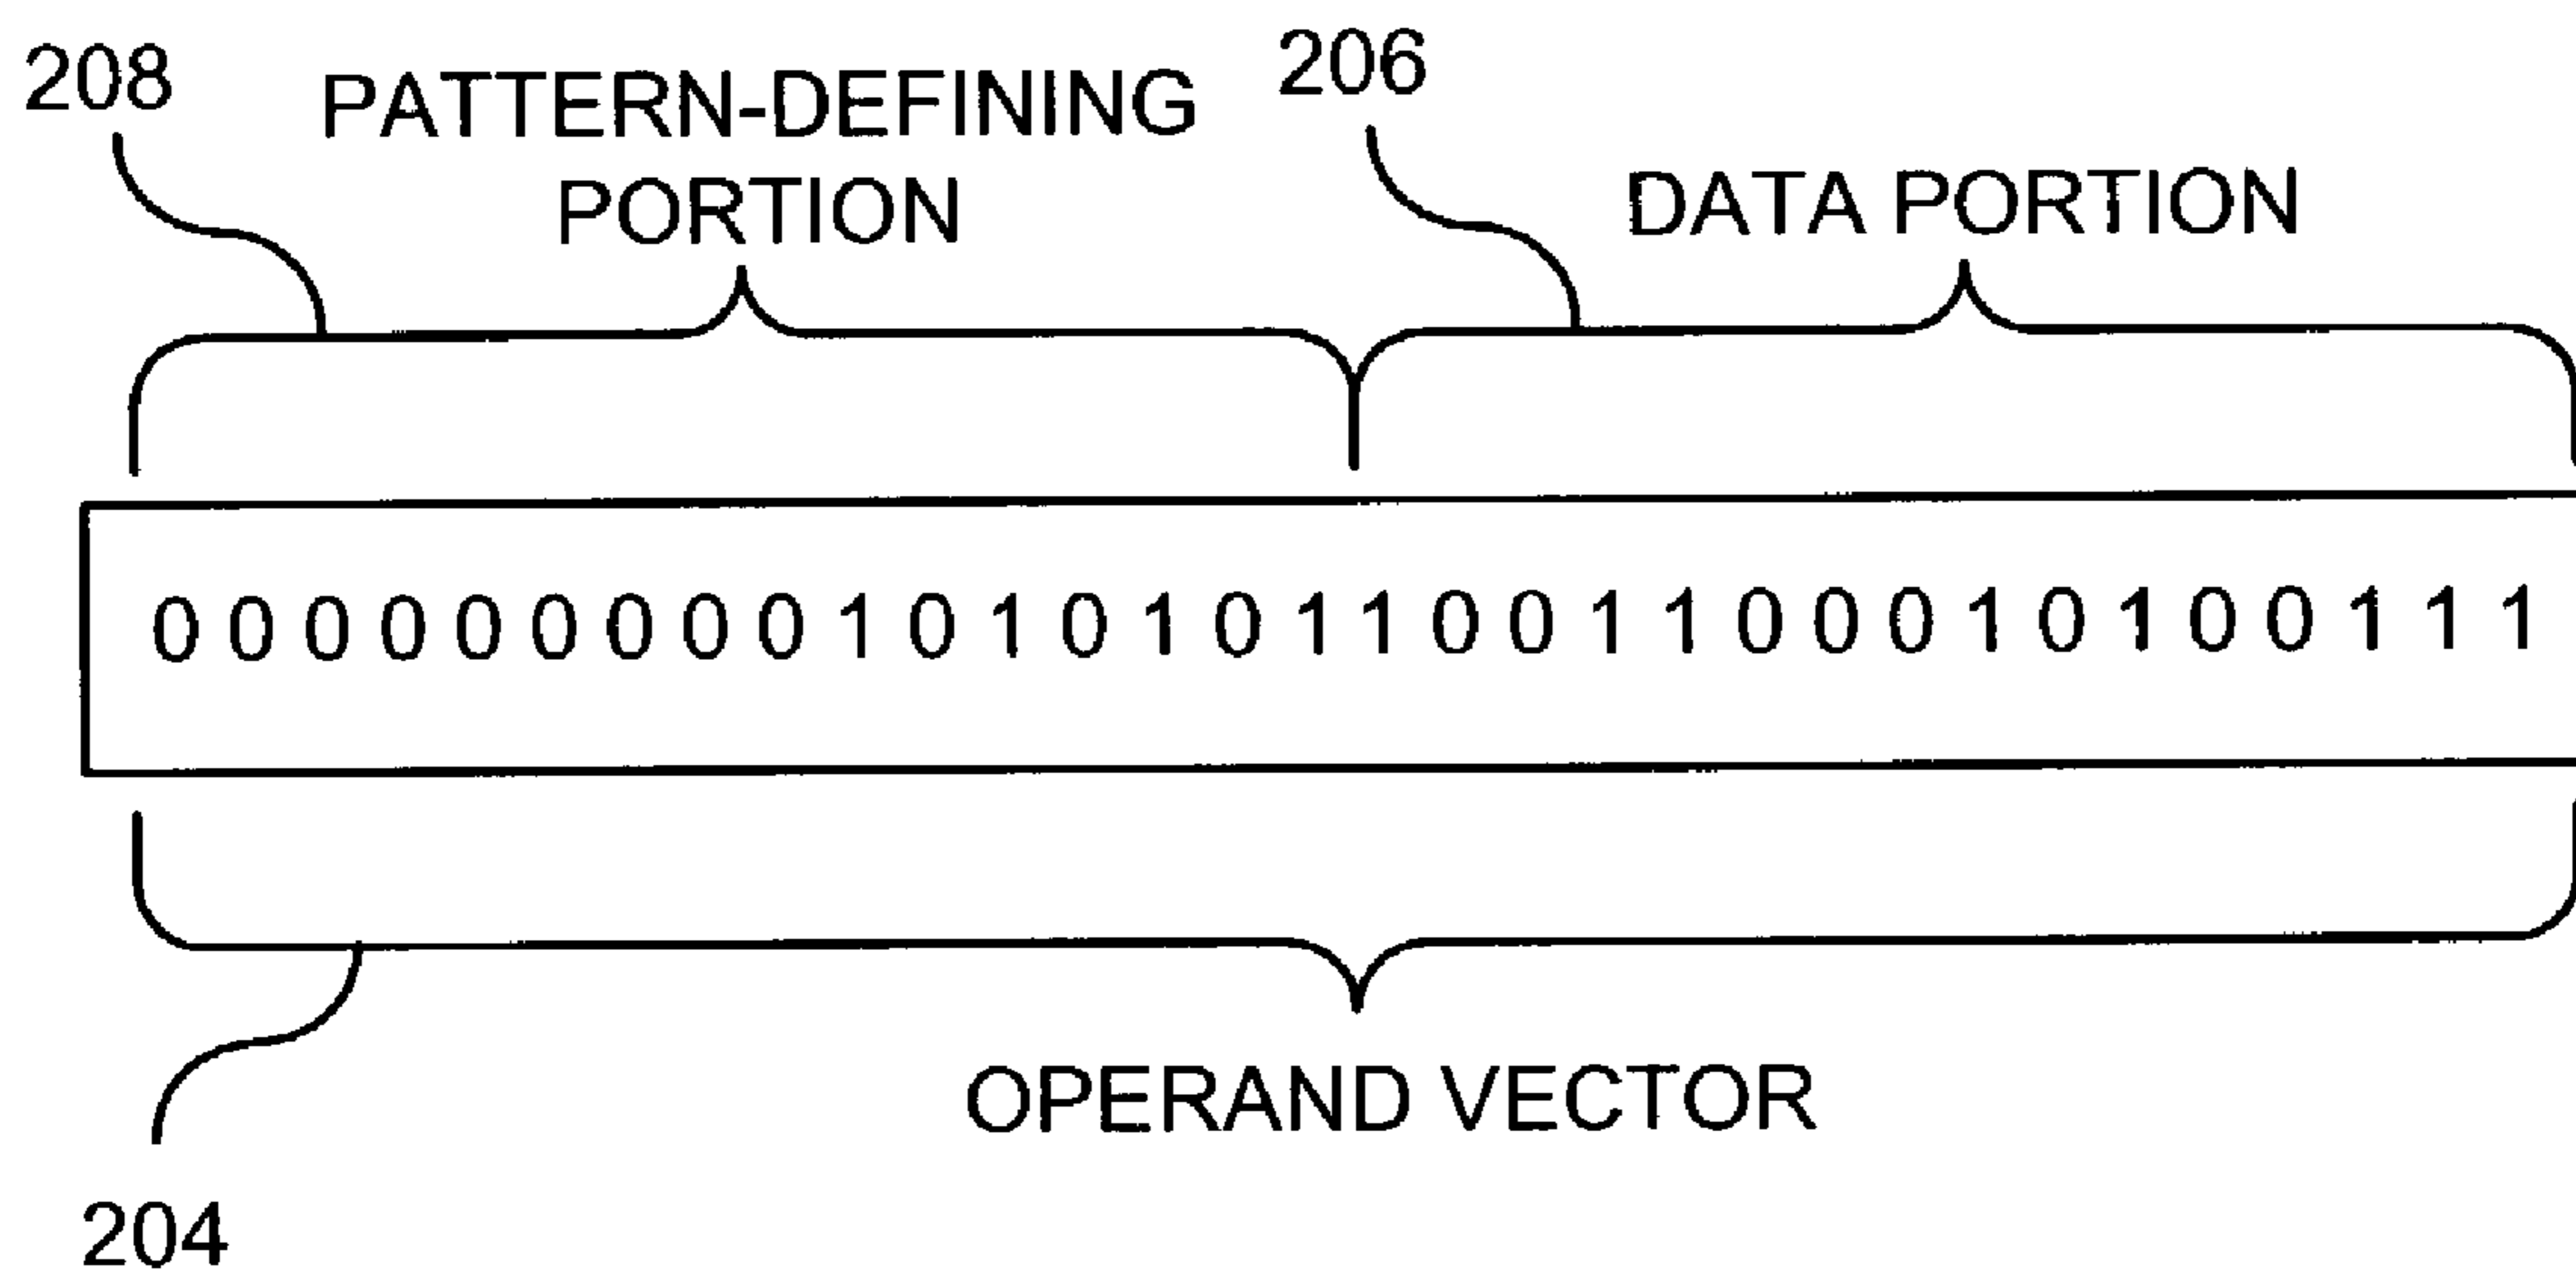 208
PATTERN-DEFINING
PORTION
206
DATA PORTION
0 0 0 0 0 0 0 0 0 1 0 1 0 1 0 1 1 0 0 1 1 0 0 0 1 0 1 0 0 1 1 1
OPERAND VECTOR
204